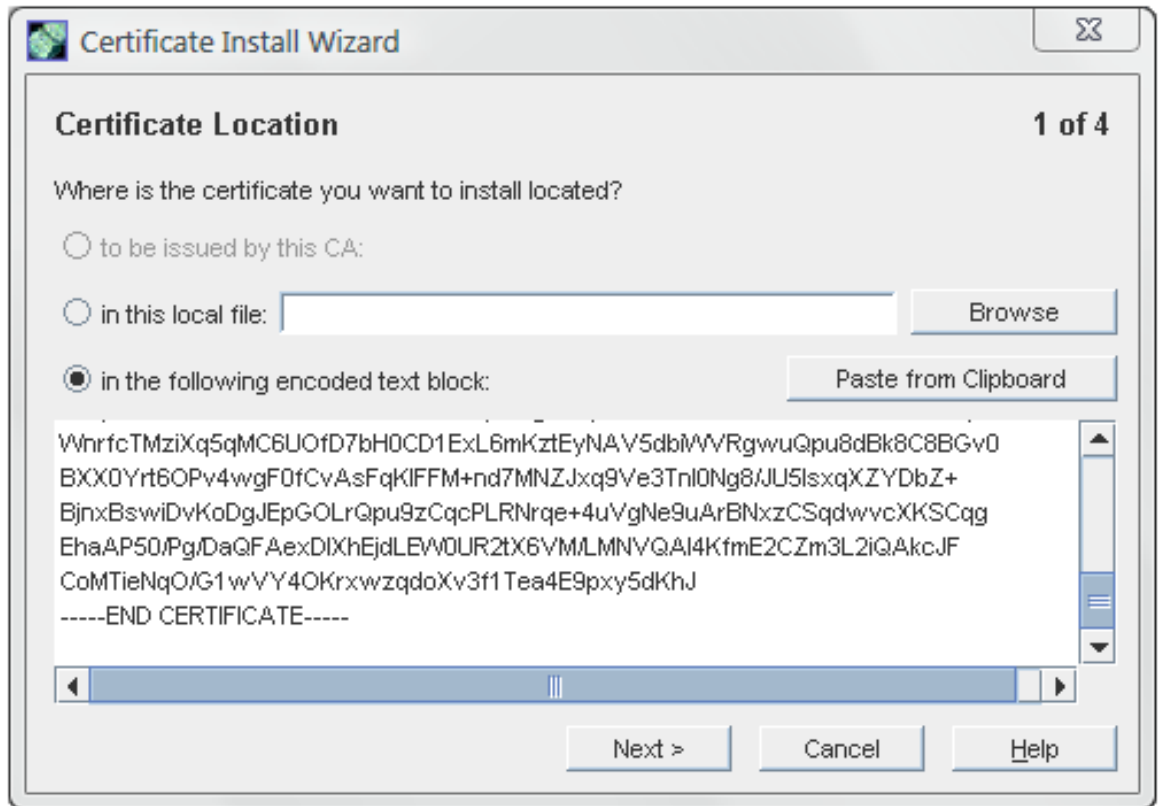 Certificate Install Wizard
Certificate Location 1 of 4
Where is the certificate you want to install located?
to be issued by this CA:
in this local file: Browse
in the following encoded text block: Paste from Clipboard
WnrfcTMziXq5qMC6UOfD7bH0CD1ExL6mKztEyNAV5dbiWVRgwuQpu8dBk8C8BGv0
BXX0Yrt6OPv4wgF0fCvAsFqKlFFM+nd7MNZJxq9Ve3Tnl0Ng8/JU5lsxqXZYDbZ+
BjnxBswiDvKoDgJEpGOLrQpu9zCqcPLRNrqe+4uVgNe9uArBNxzCSqdwvcXKSCqg
EhaAP50/Pg/DaQFAexDlXhEjdLEW0UR2tX6VM/LMNVQAl4KfmE2CZm3L2iQAkcJF
CoMTieNqO/G1wVY4OKrxwzqdoXv3f1Tea4E9pxy5dKhJ
-----END CERTIFICATE-----
Next > Cancel Help